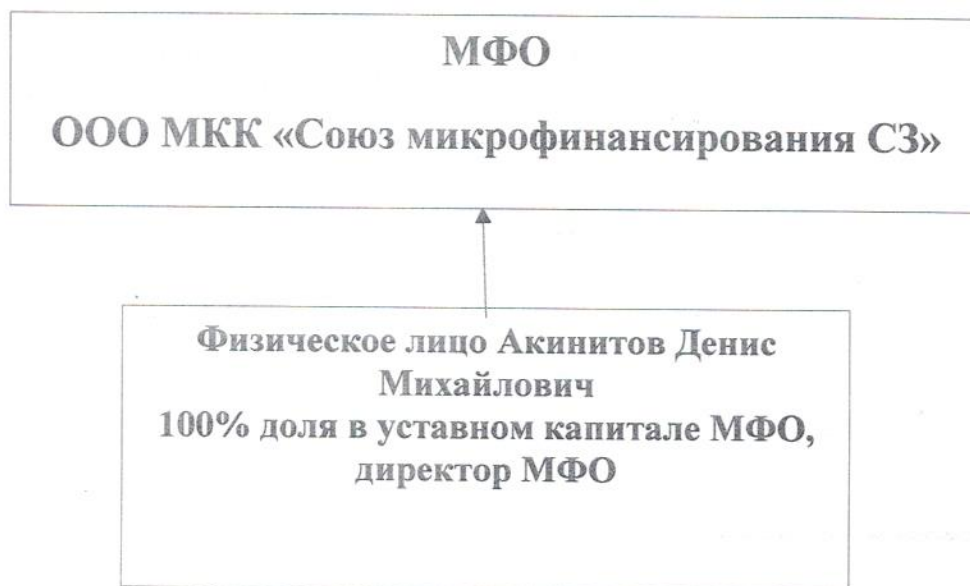 МФО
ООО МКК «Союз микрофинансирования СЗ»
Физическое лицо Акинитов Денис
Михайлович
100% доля в уставном капитале МФО,
директор МФО